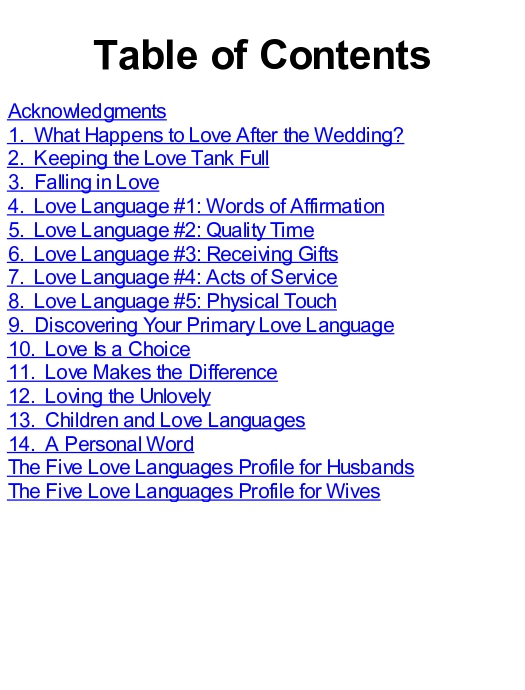 Table of Contents
Acknowledgments
1. What Happens to Love After the Wedding?
2. Keeping the Love Tank Full
3. Falling in Love
4. Love Language #1: Words of Affirmation
5. Love Language #2: Quality Time
6. Love Language #3: Receiving Gifts
7. Love Language #4: Acts of Service
8. Love Language #5: Physical Touch
9. Discovering Your Primary Love Language
10. Love Is a Choice
11. Love Makes the Difference
12. Loving the Unlovely
13. Children and Love Languages
14. A Personal Word
The Five Love Languages Profile for Husbands
The Five Love Languages Profile for Wives